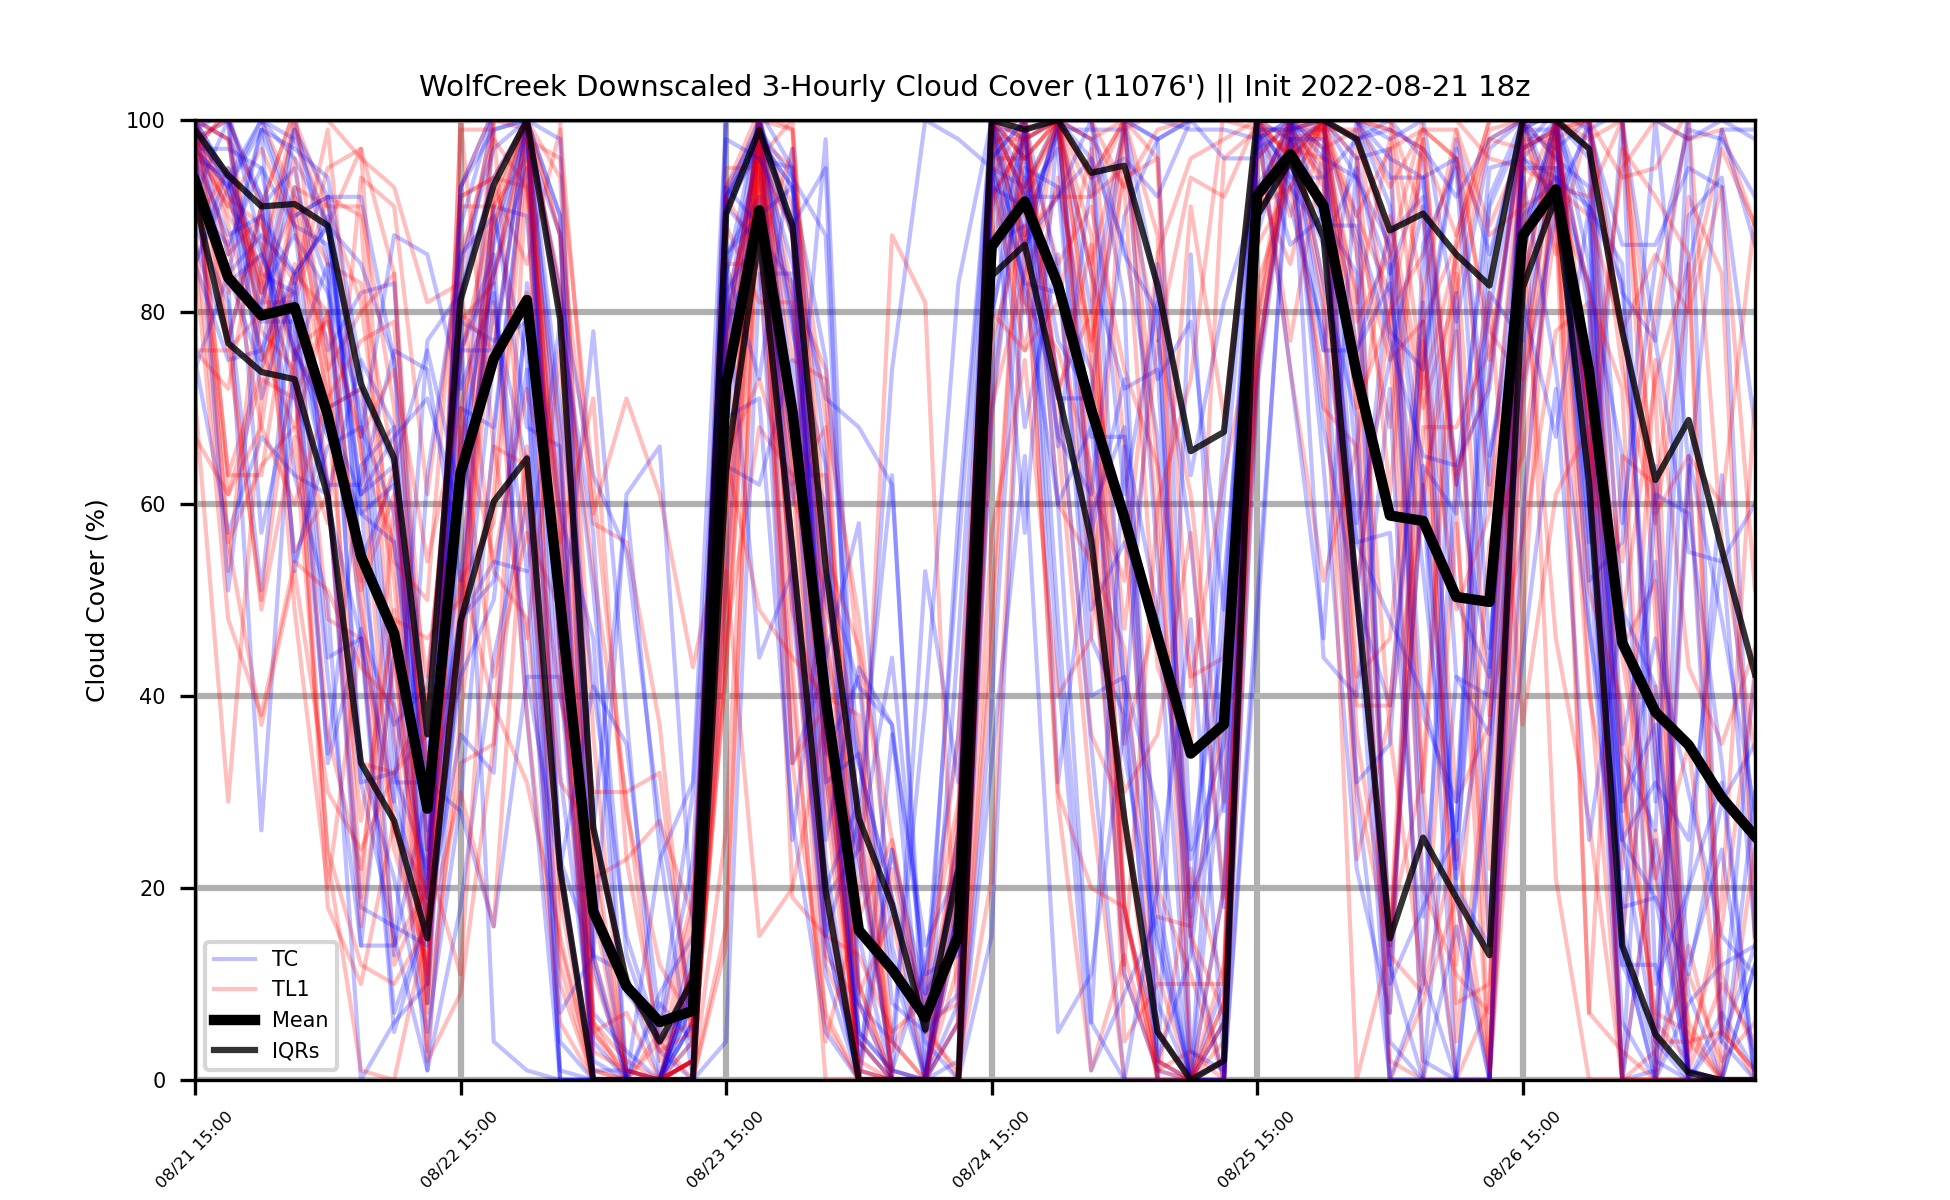 WolfCreek Downscaled 3-Hourly Cloud Cover (11076') || Init 2022-08-21 18z
Cloud Cover (%)
100
80
60
40
20
0
TC
TL1
Mean
IQRs
08/21 15:00
08/22 15:00
08/23 15:00
08/24 15:00
08/25 15:00
08/26 15:00